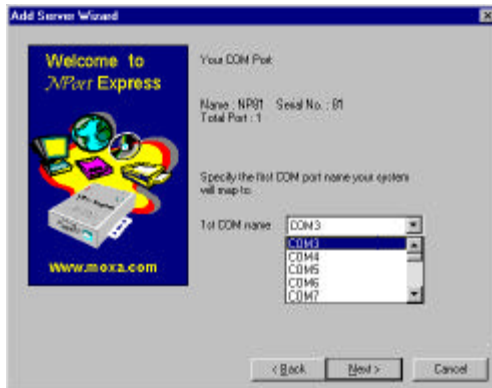 Add Server Wizard
Welcome to
NPort Express
Www.moxa.com
Your COM Port
Name : NP81 Serial No. : 81
Total Port : 1
Specify the first COM port name your system
will map to.
1st COM name
COM3
COM3
COM4
COM5
COM6
COM7
< Back
Next >
Cancel